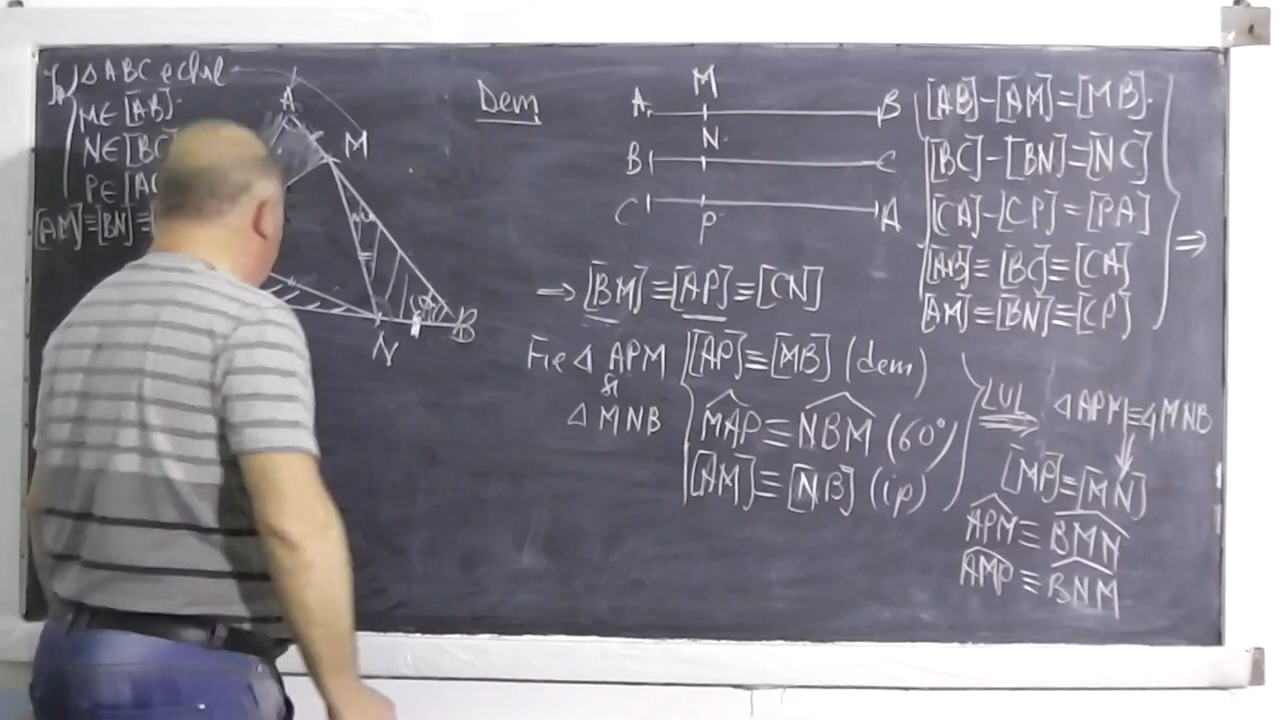 Ip) Δ ABC echil
M∈ [AB]
N∈ [BC]
P∈ [AC
[AM]≡[BN]≡
A
M
N
B
Dem
A M B
B N C
C P A
[AB]-[AM]=[MB]
[BC]-[BN]=[NC]
[CA]-[CP]=[PA]
[AB]≡[BC]≡[CA]
[AM]≡[BN]≡[CP]
⇒
⇒ [BM]≡[AP]≡[CN]
Fie Δ APM
și
Δ MNB
[AP]≡[MB] (dem)
MAP≡NBM (60°)
[AM]≡[NB] (ip)
LUL
⇒
ΔAPM≡ΔMNB
⇓
[MP]≡[MN]
APM≡BMN
AMP≡BNM